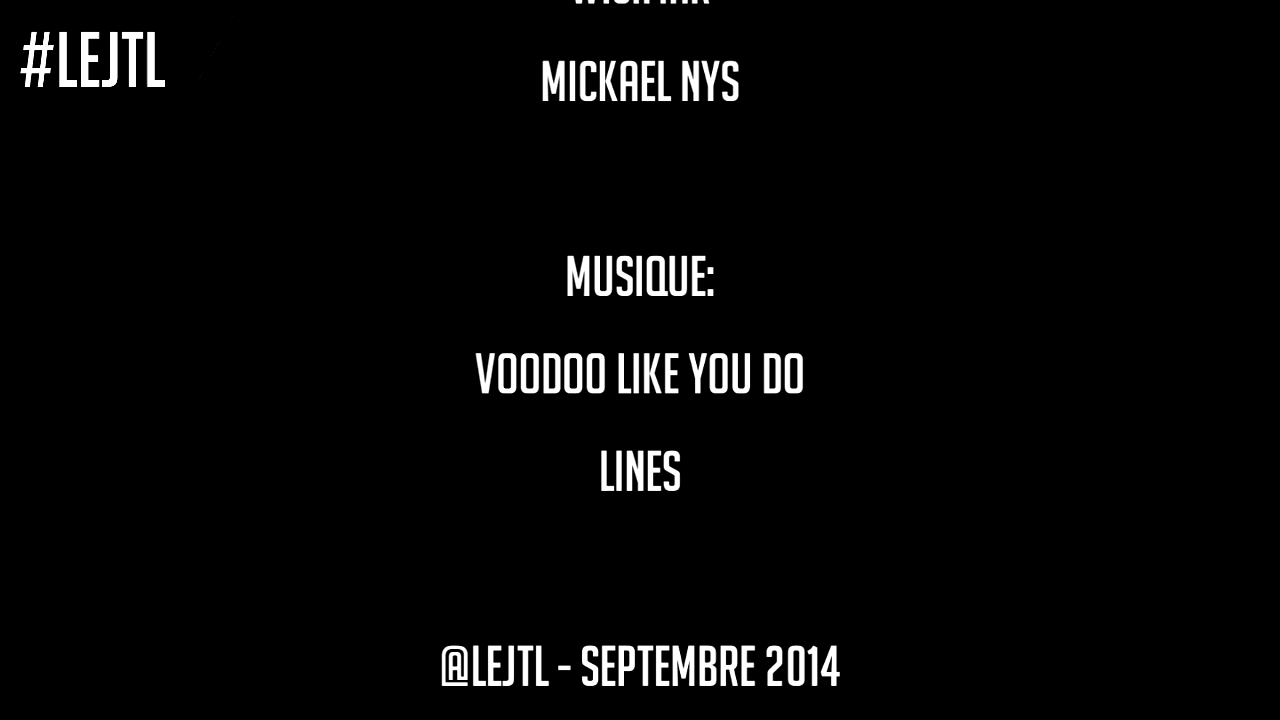 #LEJTL
MICKAEL NYS
MUSIQUE:
VOODOO LIKE YOU DO
LINES
@LEJTL - SEPTEMBRE 2014